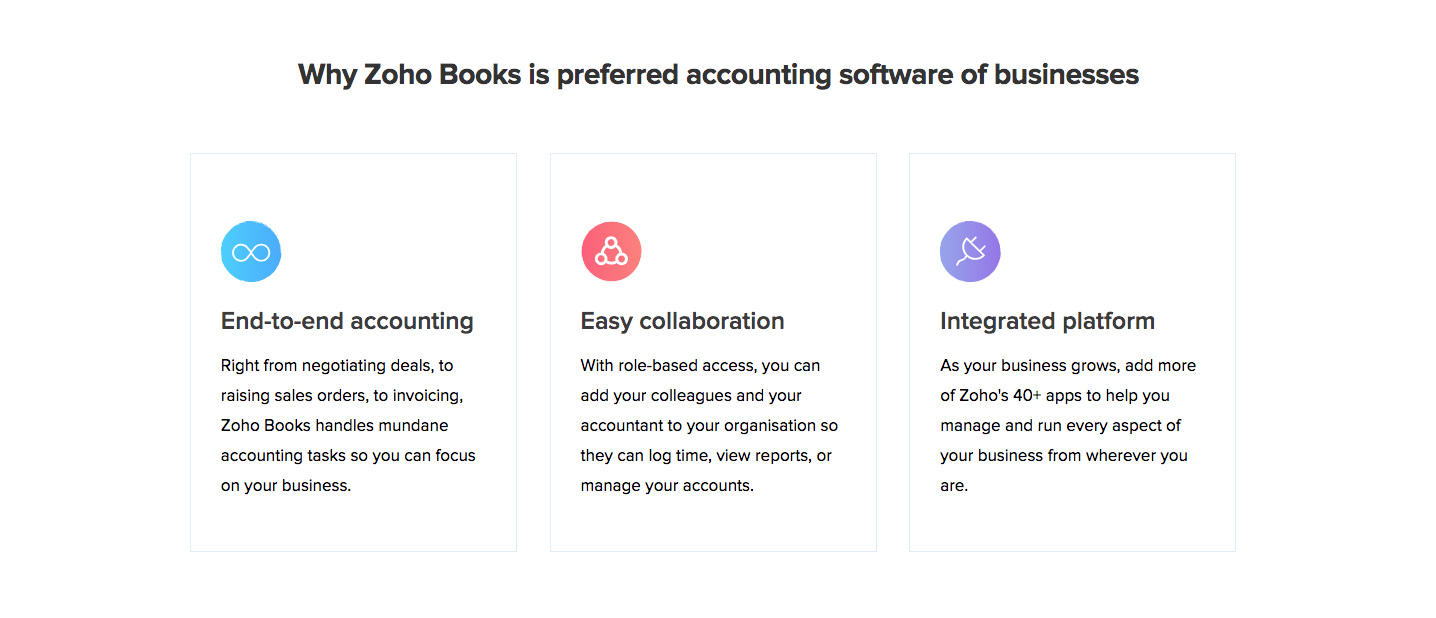 Why Zoho Books is preferred accounting software of businesses
End-to-end accounting
Right from negotiating deals, to
raising sales orders, to invoicing,
Zoho Books handles mundane
accounting tasks so you can focus
on your business.
Easy collaboration
With role-based access, you can
add your colleagues and your
accountant to your organisation so
they can log time, view reports, or
manage your accounts.
Integrated platform
As your business grows, add more
of Zoho's 40+ apps to help you
manage and run every aspect of
your business from wherever you
are.